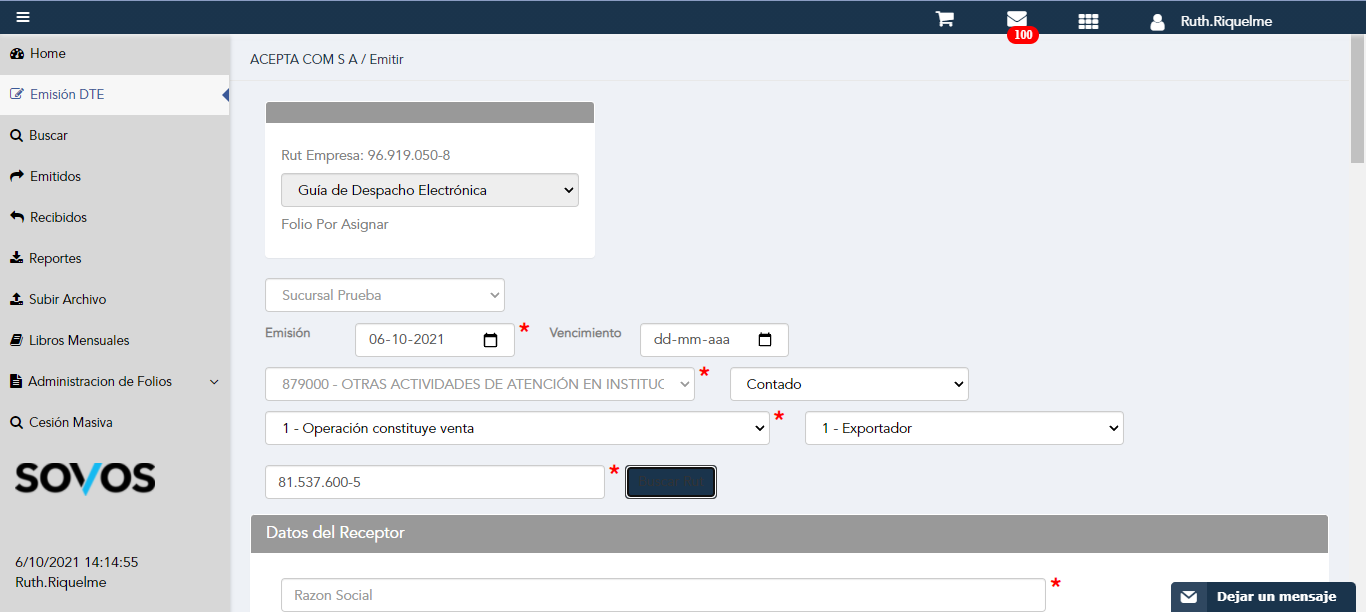 100
Ruth.Riquelme
Home
Emisión DTE
Buscar
Emitidos
Recibidos
Reportes
Subir Archivo
Libros Mensuales
Administracion de Folios
Cesión Masiva
SOVOS
6/10/2021 14:14:55
Ruth.Riquelme
ACEPTA COM S A / Emitir
Rut Empresa: 96.919.050-8
Guía de Despacho Electrónica
Folio Por Asignar
Sucursal Prueba
Emisión 06-10-2021 * Vencimiento dd-mm-aaa
879000 - OTRAS ACTIVIDADES DE ATENCIÓN EN INSTITUC * Contado
1 - Operación constituye venta * 1 - Exportador
81.537.600-5 *
Datos del Receptor
Razon Social *
Dejar un mensaje